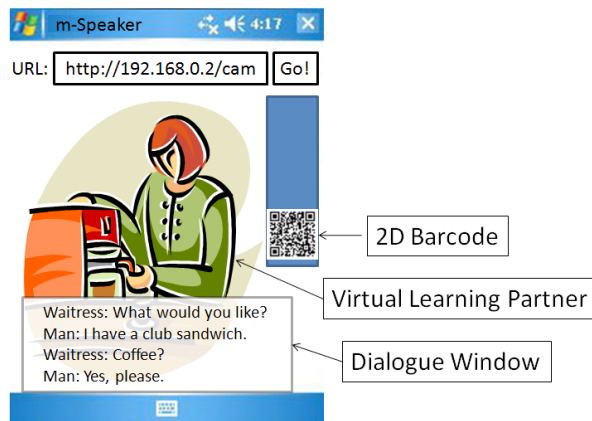 m-Speaker
4:17
URL: http://192.168.0.2/cam Go!
2D Barcode
Virtual Learning Partner
Waitress: What would you like?
Man: I have a club sandwich.
Waitress: Coffee?
Man: Yes, please.
Dialogue Window